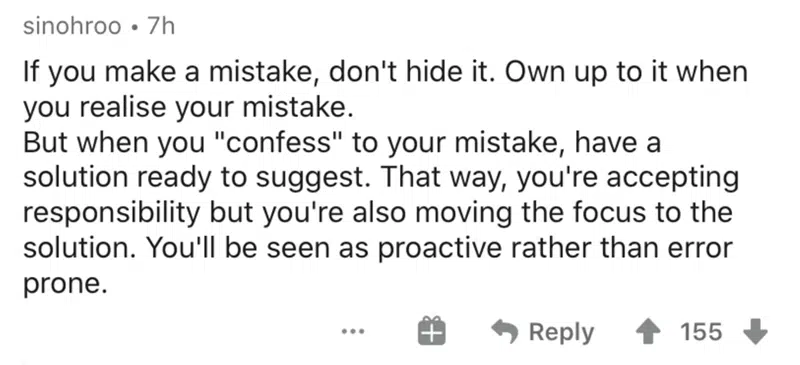 sinohroo • 7h
If you make a mistake, don't hide it. Own up to it when
you realise your mistake.
But when you "confess" to your mistake, have a
solution ready to suggest. That way, you're accepting
responsibility but you're also moving the focus to the
solution. You'll be seen as proactive rather than error
prone.
... Reply 155